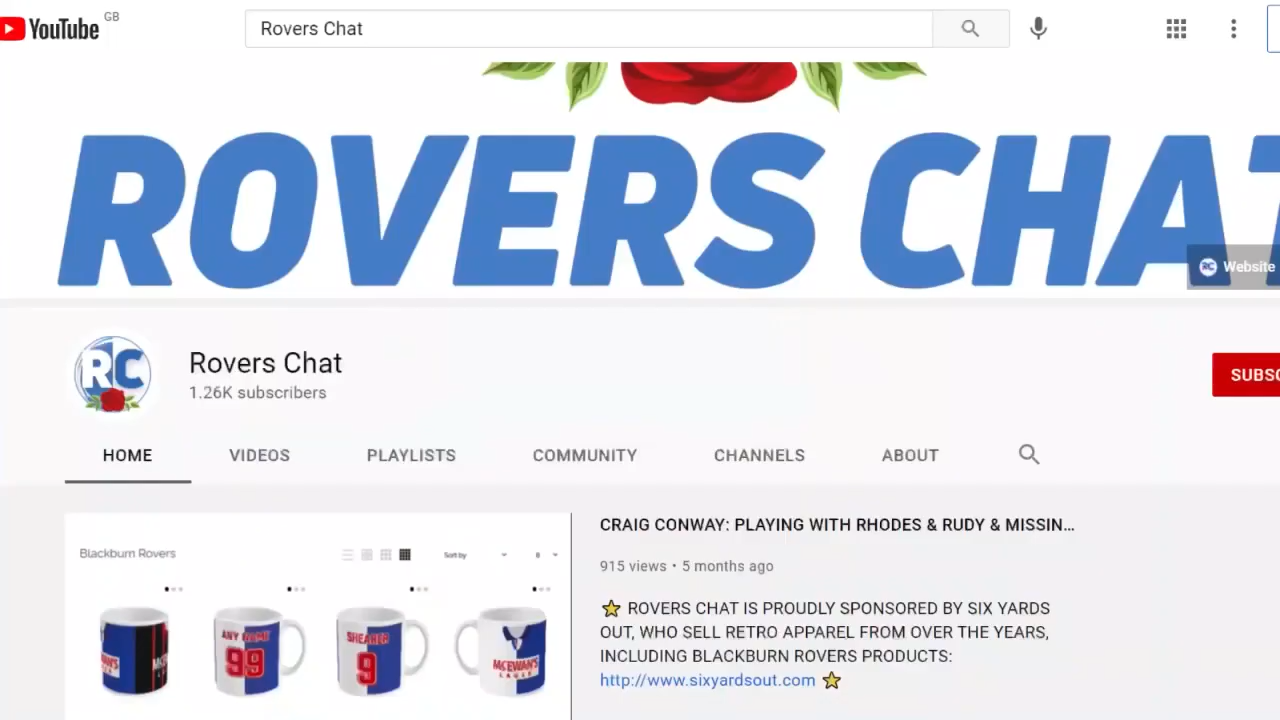 YouTube GB
Rovers Chat
ROVERS CHAT
RC Website
RC
Rovers Chat
1.26K subscribers
SUBSC
HOME VIDEOS PLAYLISTS COMMUNITY CHANNELS ABOUT
CRAIG CONWAY: PLAYING WITH RHODES & RUDY & MISSIN...
915 views • 5 months ago
⭐ ROVERS CHAT IS PROUDLY SPONSORED BY SIX YARDS
OUT, WHO SELL RETRO APPAREL FROM OVER THE YEARS,
INCLUDING BLACKBURN ROVERS PRODUCTS:
http://www.sixyardsout.com ⭐
Blackburn Rovers Sort by 8
ANY NAME
99
SHEARER
9
McEWAN'S
LAGER